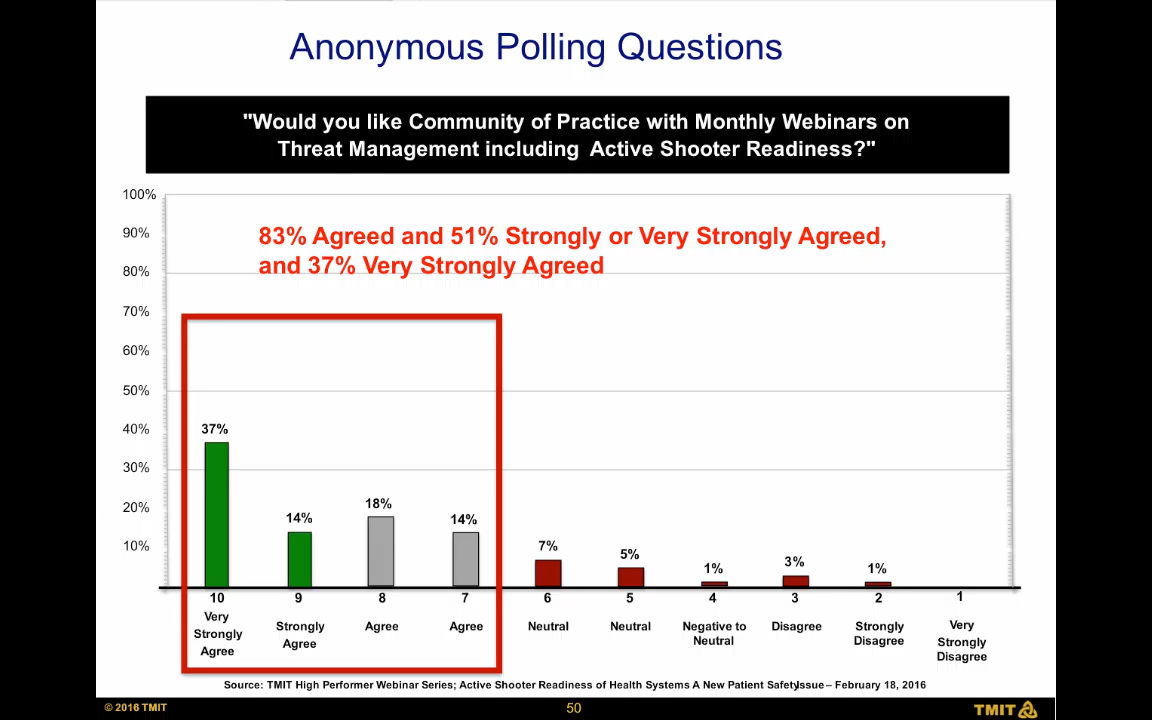 Anonymous Polling Questions
"Would you like Community of Practice with Monthly Webinars on
Threat Management including Active Shooter Readiness?"
100%
90%
80%
70%
60%
50%
40%
30%
20%
10%
83% Agreed and 51% Strongly or Very Strongly Agreed,
and 37% Very Strongly Agreed
37%
14%
18%
14%
7%
5%
1%
3%
1%
10 9 8 7 6 5 4 3 2 1
Very
Strongly
Agree
Strongly
Agree
Agree
Agree
Neutral
Neutral
Negative to
Neutral
Disagree
Strongly
Disagree
Very
Strongly
Disagree
Source: TMIT High Performer Webinar Series; Active Shooter Readiness of Health Systems A New Patient SafetyIssue – February 18, 2016
© 2016 TMIT
50
TMIT